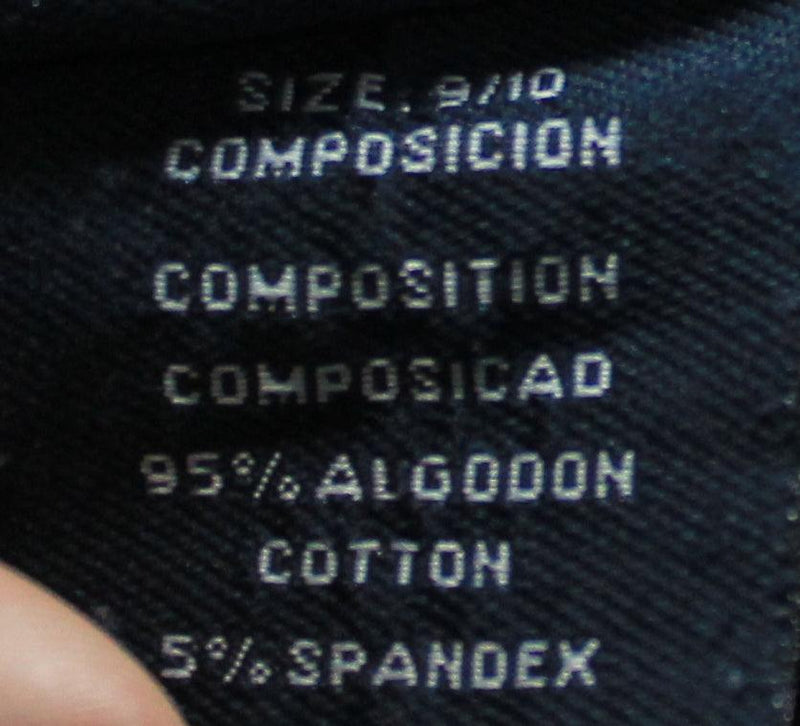 SIZE. 9/10
COMPOSICION
COMPOSITION
COMPOSICAD
95% ALGODON
COTTON
5% SPANDEX